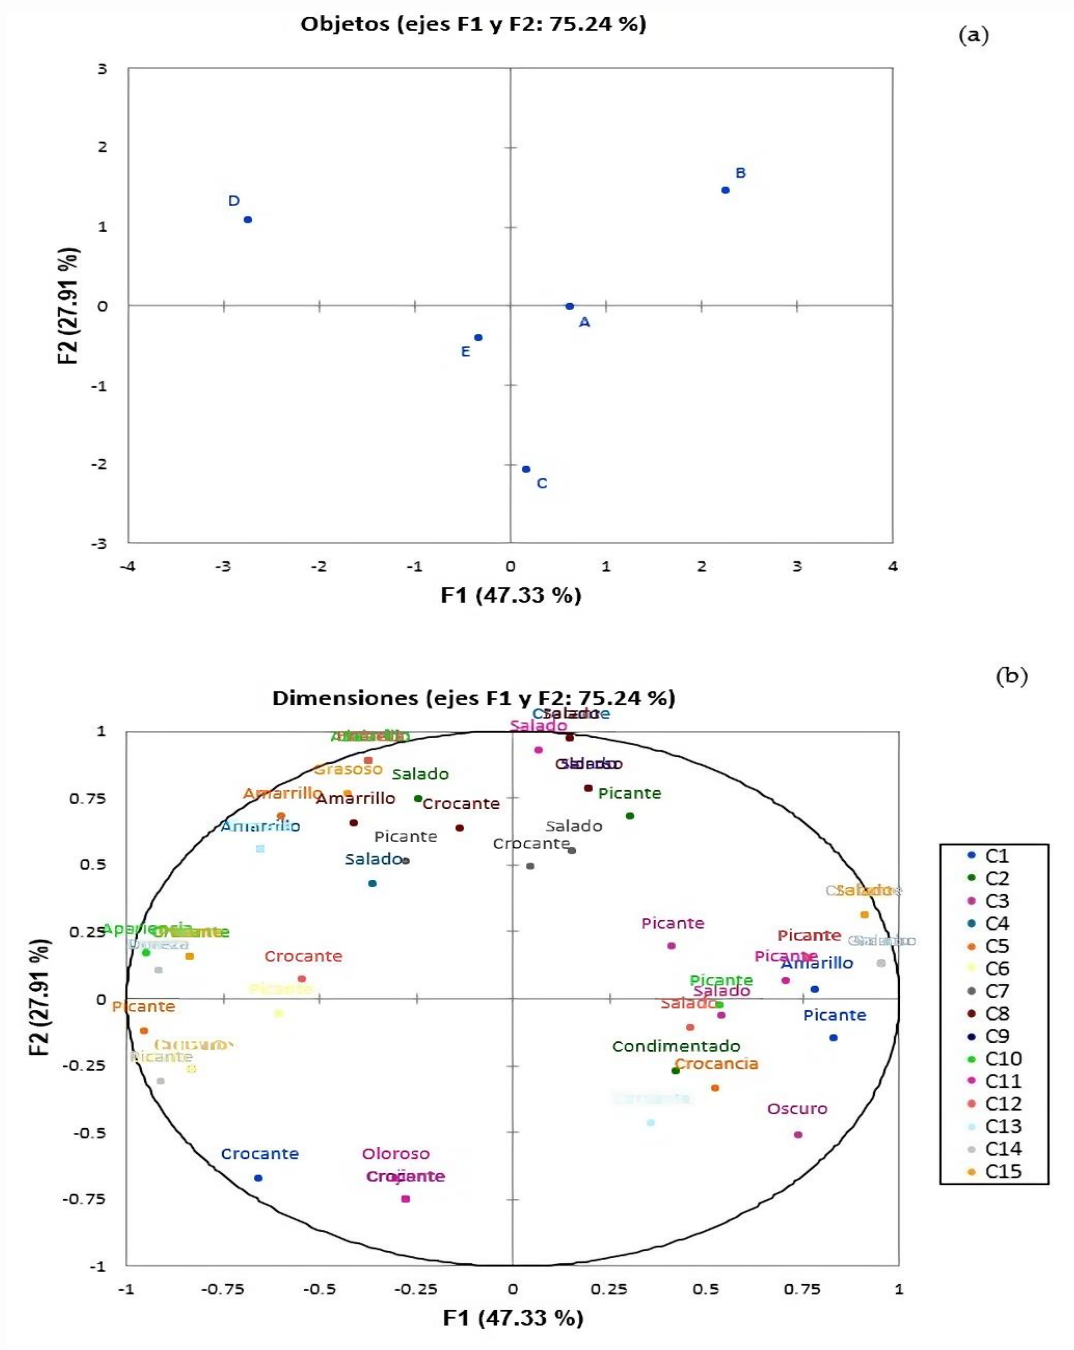 Objetos (ejes F1 y F2: 75.24 %)
(a)
3
2
1
0
-1
-2
-3
F2 (27.91 %)
D
B
A
E
C
-4
-3
-2
-1
0
1
2
3
4
F1 (47.33 %)
(b)
Dimensiones (ejes F1 y F2: 75.24 %)
1
0.75
0.5
0.25
0
-0.25
-0.5
-0.75
-1
F2 (27.91 %)
Salado
Salado
Grasoso
Salado
Amarrillo
Amarrillo
Crocante
Picante
Amarrillo
Picante
Salado
Crocante
Salado
Apariencia
Dureza
Crocante
Picante
Picante
Picante
Picante
Picante
Picante
Amarillo
Picante
Salado
Salado
Picante
Condimentado
Crocancia
Oscuro
Crocante
Oloroso
Crocante
-1
-0.75
-0.5
-0.25
0
0.25
0.5
0.75
1
F1 (47.33 %)
C1
C2
C3
C4
C5
C6
C7
C8
C9
C10
C11
C12
C13
C14
C15